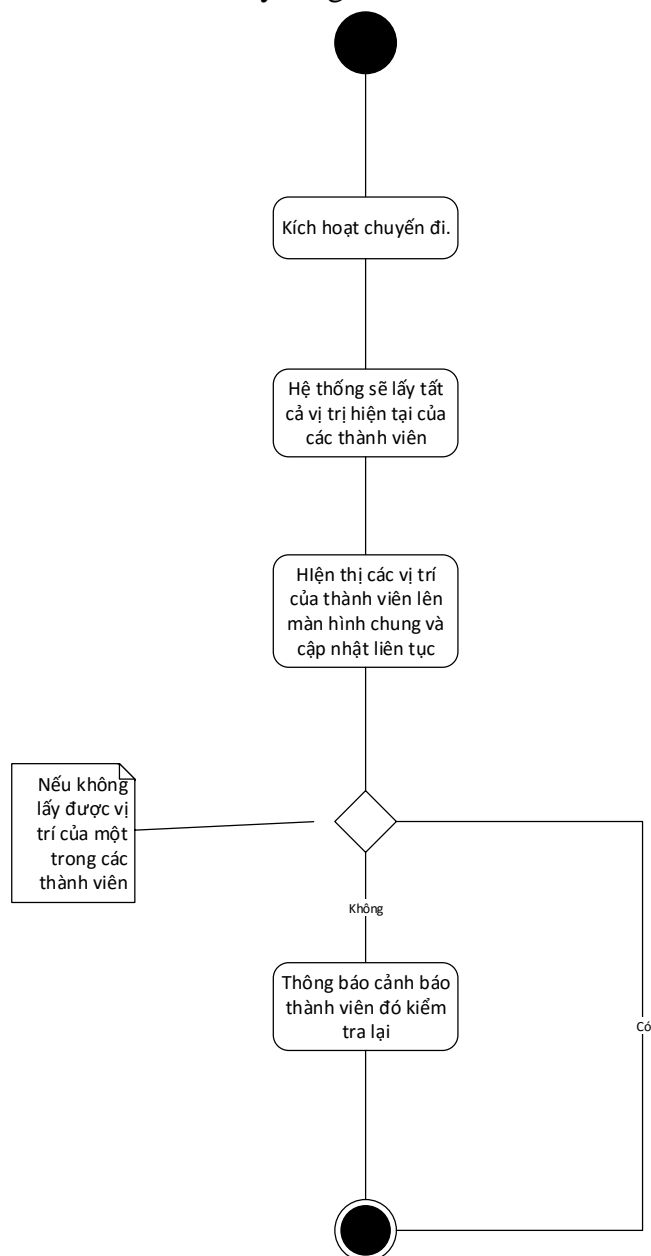 Kích hoạt chuyến đi.
Hệ thống sẽ lấy tất
cả vị trị hiện tại của
các thành viên
HIện thị các vị trí
của thành viên lên
màn hình chung và
cập nhật liên tục
Nếu không
lấy được vị
trí của một
trong các
thành viên
Không
Thông báo cảnh báo
thành viên đó kiểm
tra lại
Có